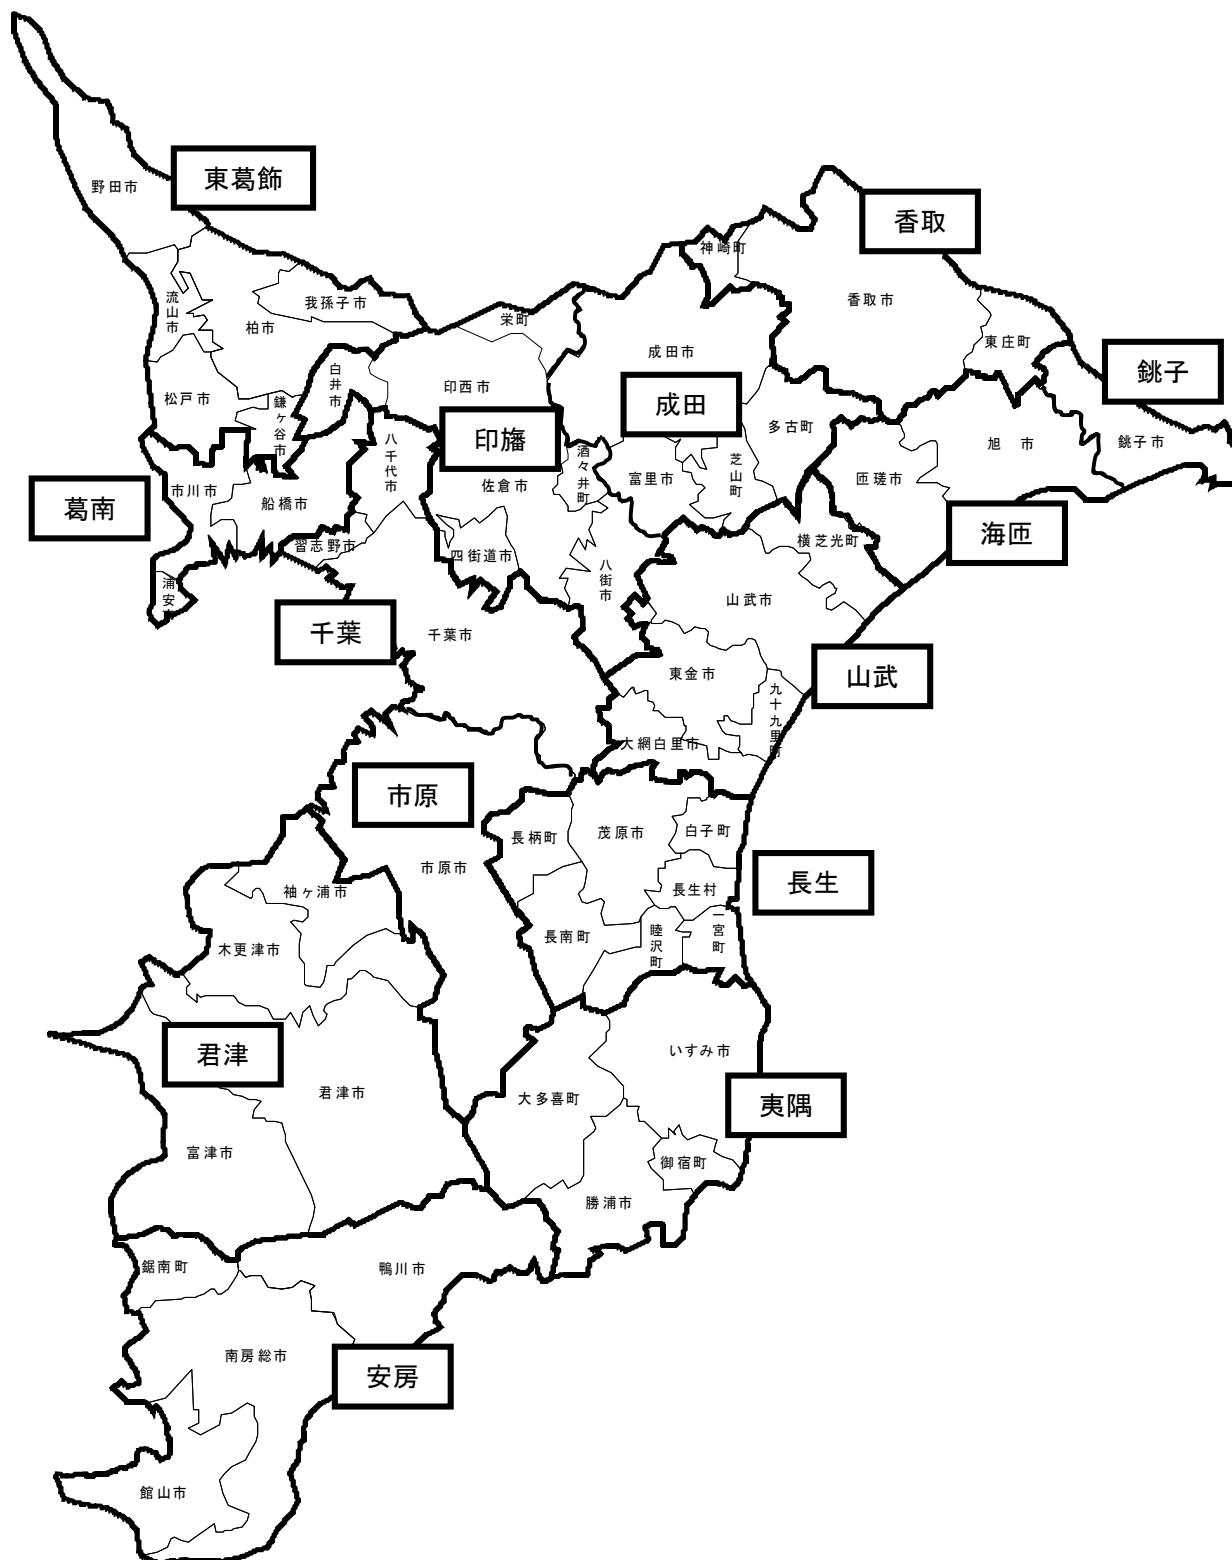 東葛飾
野田市
香取
神崎町
香取市
流山市
我孫子市
柏市
栄町
東庄町
成田市
銚子
白井市
印西市
松戸市
成田
鎌ヶ谷市
印旛
多古町
旭市
銚子市
八千代市
酒々井町
富里市
芝山町
匝瑳市
葛南
市川市
船橋市
佐倉市
海匝
習志野市
四街道市
横芝光町
浦安
八街市
山武市
千葉
千葉市
東金市
山武
九十九里町
大網白里市
市原
長柄町
茂原市
白子町
市原市
長生
袖ヶ浦市
長生村
木更津市
長南町
睦沢町
一宮町
君津
いすみ市
君津市
大多喜町
夷隅
富津市
御宿町
勝浦市
鋸南町
鴨川市
南房総市
安房
館山市